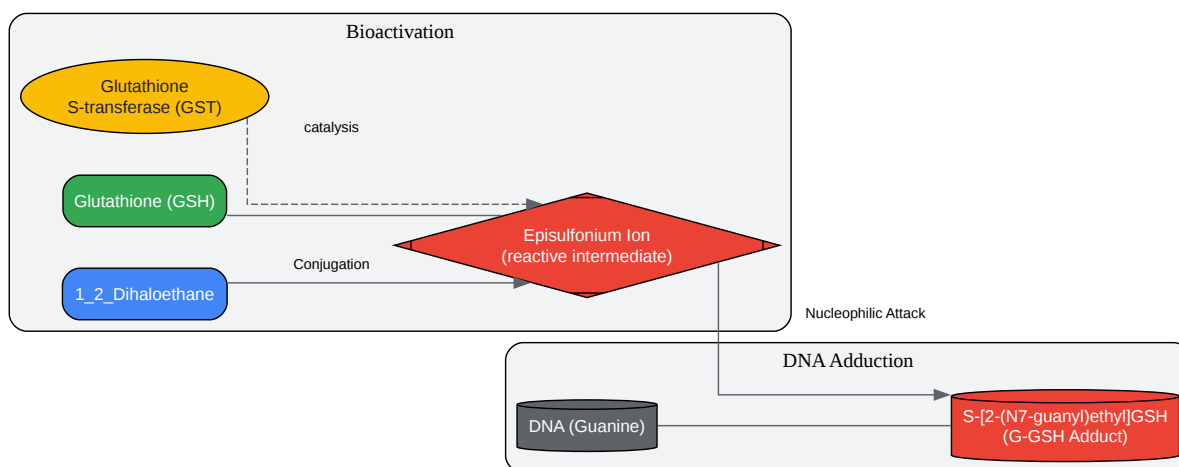 Bioactivation
Glutathione
S-transferase (GST)
catalysis
Glutathione (GSH)
Episulfonium Ion
(reactive intermediate)
Conjugation
1_2_Dihaloethane
Nucleophilic Attack
DNA Adduction
DNA (Guanine)
S-[2-(N7-guanyl)ethyl]GSH
(G-GSH Adduct)